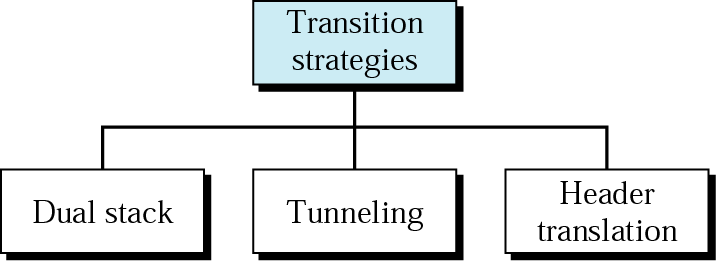 Transition
strategies
Dual stack
Tunneling
Header
translation